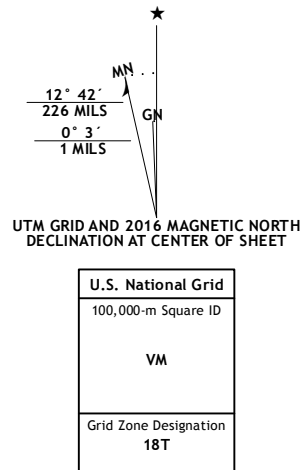 ★
MN
GN
12° 42´
226 MILS
0° 3´
1 MILS
UTM GRID AND 2016 MAGNETIC NORTH
DECLINATION AT CENTER OF SHEET
U.S. National Grid
100,000-m Square ID
VM
Grid Zone Designation
18T